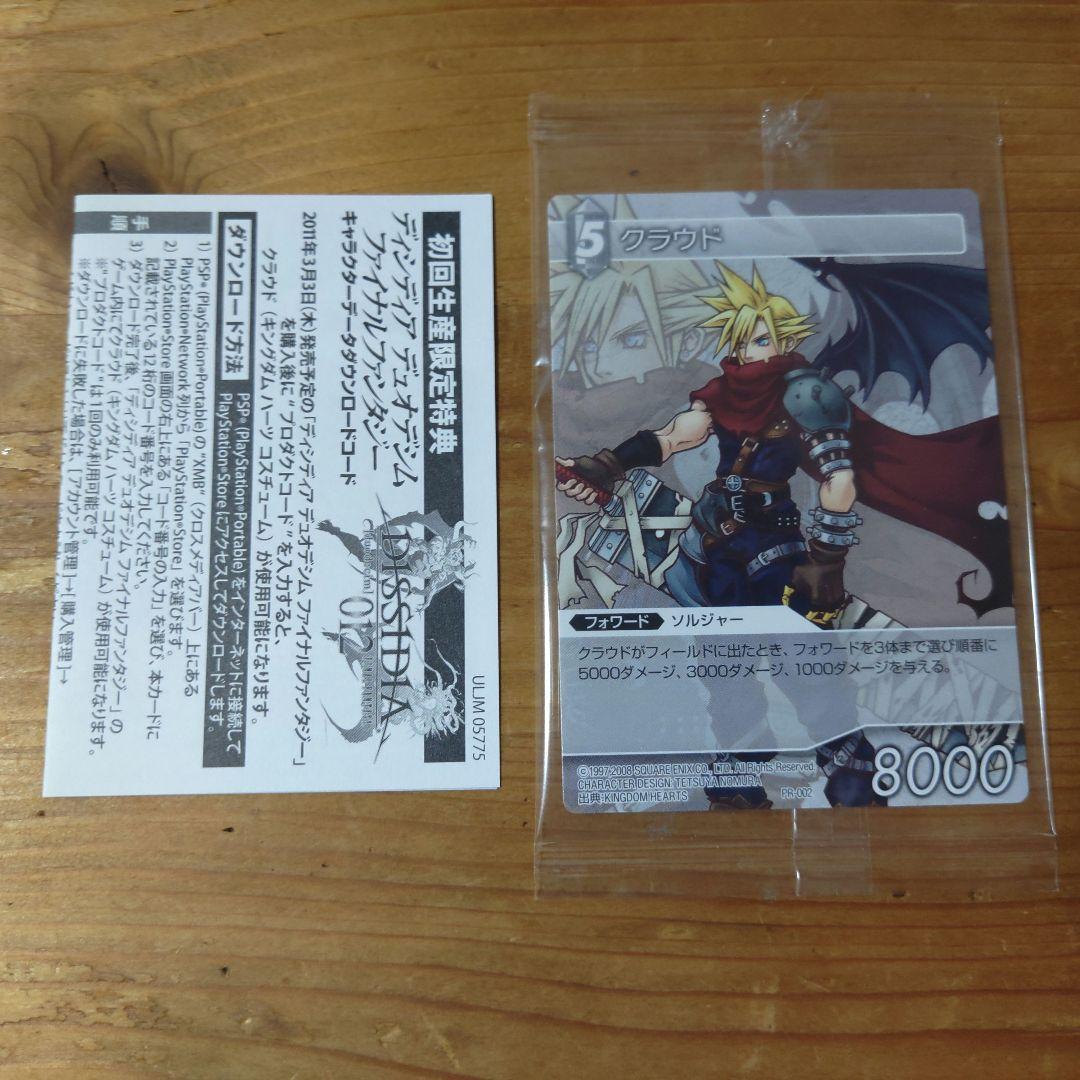 初回生産限定特典
ディシディア デュオデシム
ファイナルファンタジー
キャラクターデータダウンロードコード
DISSIDIA
duodecim
012
FINAL FANTASY
ULJM 05775
2011年3月3日(木)発売予定の「ディシディア デュオデシム ファイナルファンタジー」
を購入後に"プロダクトコード"を入力すると、
クラウド(キングダム ハーツ コスチューム)が使用可能になります。
ダウンロード方法
PSP®(PlayStation®Portable)をインターネットに接続して
PlayStation®Storeにアクセスしてダウンロードします。
手順
1) PSP®(PlayStation®Portable)の"XMB"(クロスメディアバー)上にある
PlayStation®Network 列から「PlayStation®Store」を選びます。
2) PlayStation®Store 画面の右上にある「コード番号の入力」を選び、本カードに
記載されている12桁のコード番号を入力してください。
3) ダウンロード完了後、「ディシディア デュオデシム ファイナルファンタジー」の
ゲーム内にてクラウド(キングダム ハーツ コスチューム)が使用可能になります。
※"プロダクトコード"は1回のみ利用可能です。
※ダウンロードに失敗した場合は、[アカウント管理]→[購入管理]→
5
クラウド
フォワード ソルジャー
クラウドがフィールドに出たとき、フォワードを3体まで選び順番に
5000ダメージ、3000ダメージ、1000ダメージを与える。
© 1997-2008 SQUARE ENIX CO., LTD. All Rights Reserved.
CHARACTER DESIGN: TETSUYA NOMURA
出典:KINGDOM HEARTS
PR-002
8000